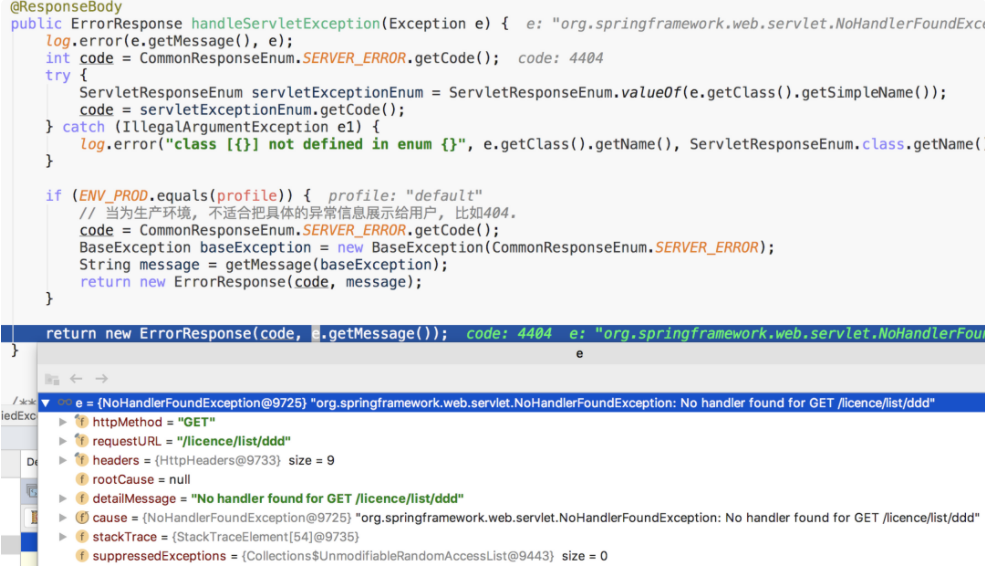 @ResponseBody
public ErrorResponse handleServletException(Exception e) { e: "org.springframework.web.servlet.NoHandlerFoundExce
log.error(e.getMessage(), e);
int code = CommonResponseEnum.SERVER_ERROR.getCode(); code: 4404
try {
ServletResponseEnum servletExceptionEnum = ServletResponseEnum.valueOf(e.getClass().getSimpleName());
code = servletExceptionEnum.getCode();
} catch (IllegalArgumentException e1) {
log.error("class [{}] not defined in enum {}", e.getClass().getName(), ServletResponseEnum.class.getName()
}
if (ENV_PROD.equals(profile)) { profile: "default"
// 当为生产环境, 不适合把具体的异常信息展示给用户, 比如404.
code = CommonResponseEnum.SERVER_ERROR.getCode();
BaseException baseException = new BaseException(CommonResponseEnum.SERVER_ERROR);
String message = getMessage(baseException);
return new ErrorResponse(code, message);
}
return new ErrorResponse(code, e.getMessage()); code: 4404 e: "org.springframework.web.servlet.NoHandlerFoun
}
e
/**
iedExc
e = {NoHandlerFoundException@9725} "org.springframework.web.servlet.NoHandlerFoundException: No handler found for GET /licence/list/ddd"
httpMethod = "GET"
requestURL = "/licence/list/ddd"
De
headers = {HttpHeaders@9733} size = 9
rootCause = null
detailMessage = "No handler found for GET /licence/list/ddd"
cause = {NoHandlerFoundException@9725} "org.springframework.web.servlet.NoHandlerFoundException: No handler found for GET /licence/list/ddd"
stackTrace = {StackTraceElement[54]@9735}
suppressedExceptions = {Collections$UnmodifiableRandomAccessList@9443} size = 0